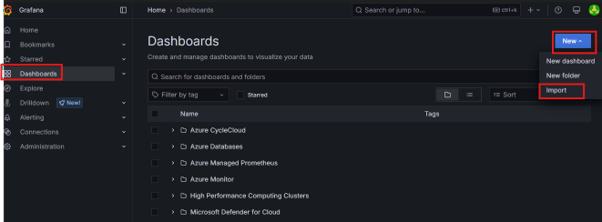 Grafana
Home › Dashboards
Search or jump to...
ctrl+k
Home
Bookmarks
Starred
Dashboards
Explore
Drilldown
New!
Alerting
Connections
Administration
Dashboards
Create and manage dashboards to visualize your data
New
New dashboard
New folder
Import
Search for dashboards and folders
Filter by tag
Starred
Sort
Name
Tags
Azure CycleCloud
Azure Databases
Azure Managed Prometheus
Azure Monitor
High Performance Computing Clusters
Microsoft Defender for Cloud